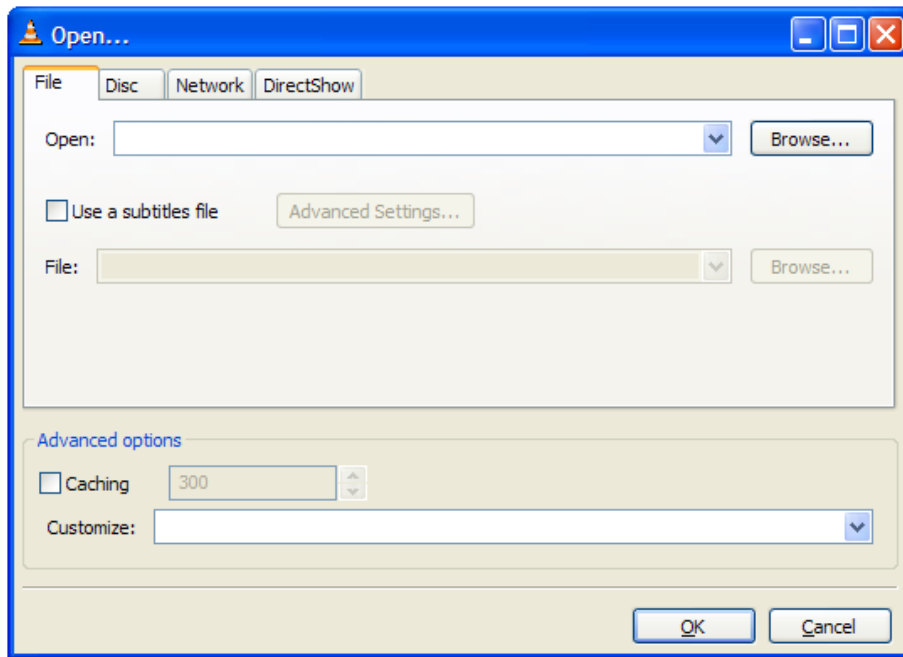 Open...
File Disc Network DirectShow
Open: Browse...
Use a subtitles file Advanced Settings...
File: Browse...
Advanced options
Caching 300
Customize:
OK Cancel